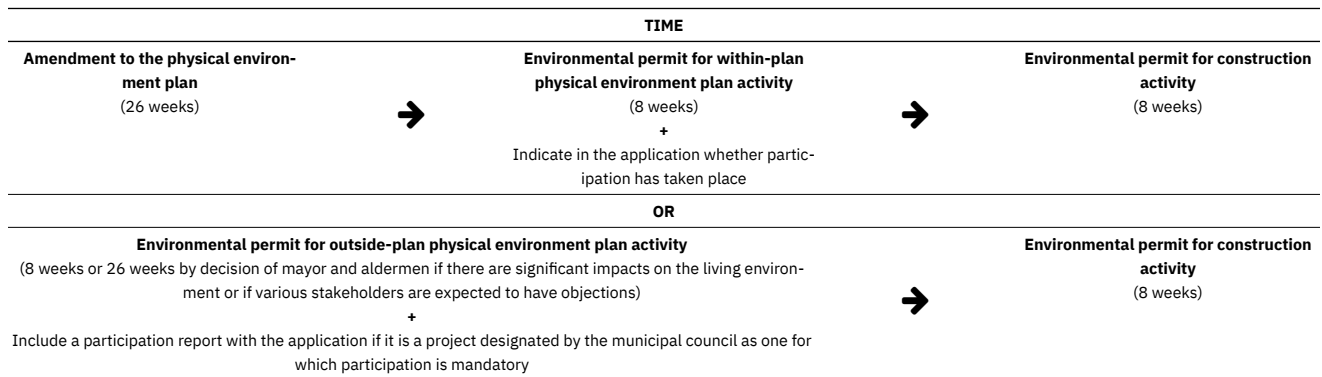 TIME
Amendment to the physical environ-
ment plan
(26 weeks)
➔
Environmental permit for within-plan
physical environment plan activity
(8 weeks)
+
Indicate in the application whether partic-
ipation has taken place
➔
Environmental permit for construction
activity
(8 weeks)
OR
Environmental permit for outside-plan physical environment plan activity
(8 weeks or 26 weeks by decision of mayor and aldermen if there are significant impacts on the living environ-
ment or if various stakeholders are expected to have objections)
+
Include a participation report with the application if it is a project designated by the municipal council as one for
which participation is mandatory
➔
Environmental permit for construction
activity
(8 weeks)